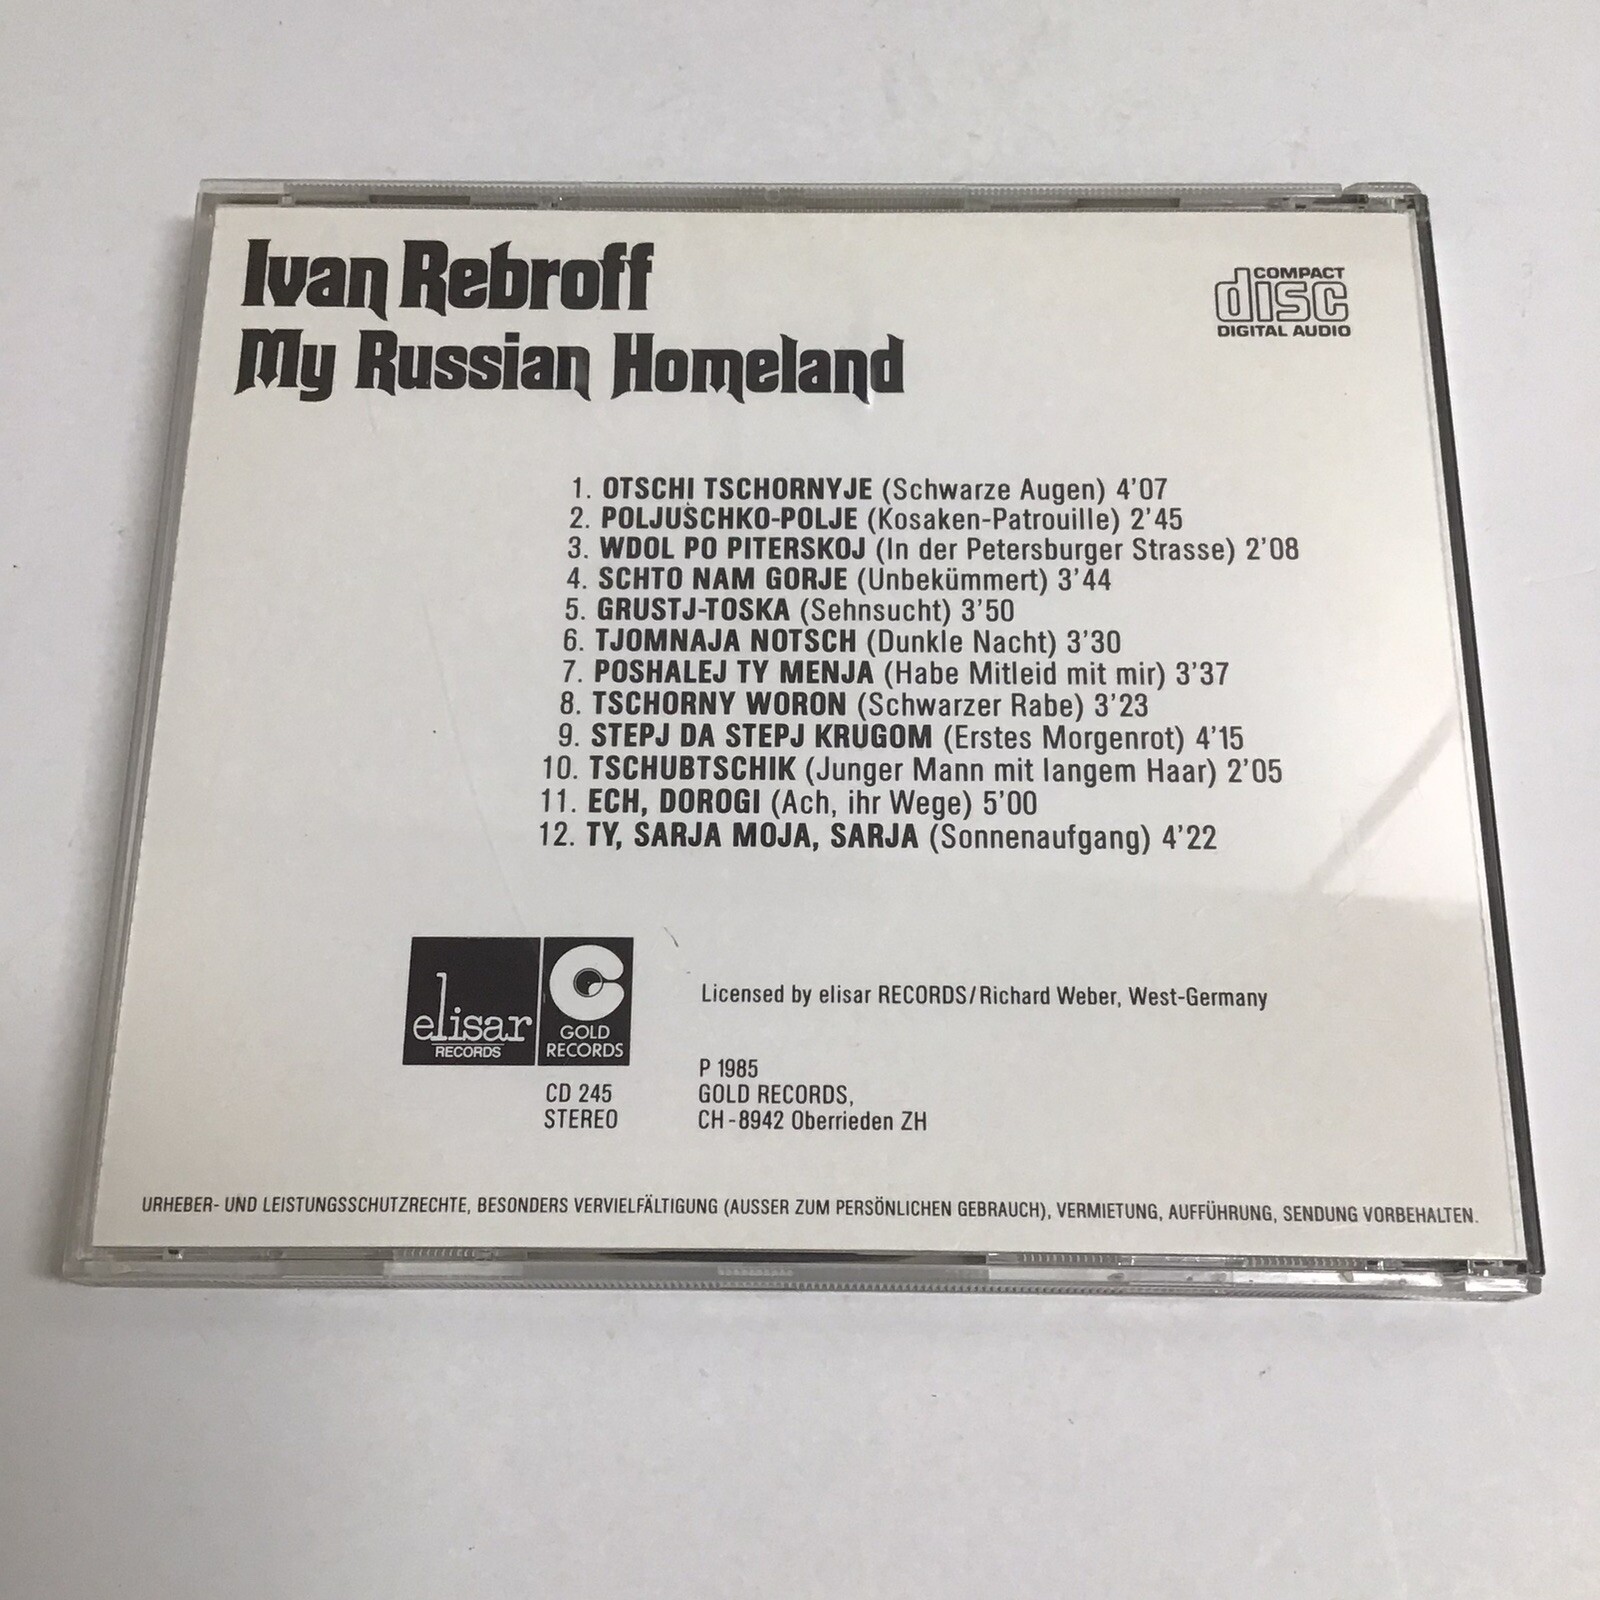 Ivan Rebroff
My Russian Homeland
COMPACT
disc
DIGITAL AUDIO
1. OTSCHI TSCHORNYJE (Schwarze Augen) 4'07
2. POLJUSCHKO-POLJE (Kosaken-Patrouille) 2'45
3. WDOL PO PITERSKOJ (In der Petersburger Strasse) 2'08
4. SCHTO NAM GORJE (Unbekümmert) 3'44
5. GRUSTJ-TOSKA (Sehnsucht) 3'50
6. TJOMNAJA NOTSCH (Dunkle Nacht) 3'30
7. POSHALEJ TY MENJA (Habe Mitleid mit mir) 3'37
8. TSCHORNY WORON (Schwarzer Rabe) 3'23
9. STEPJ DA STEPJ KRUGOM (Erstes Morgenrot) 4'15
10. TSCHUBTSCHIK (Junger Mann mit langem Haar) 2'05
11. ECH, DOROGI (Ach, ihr Wege) 5'00
12. TY, SARJA MOJA, SARJA (Sonnenaufgang) 4'22
elisar
RECORDS
GOLD
RECORDS
CD 245
STEREO
Licensed by elisar RECORDS/Richard Weber, West-Germany
P 1985
GOLD RECORDS,
CH-8942 Oberrieden ZH
URHEBER- UND LEISTUNGSSCHUTZRECHTE, BESONDERS VERVIELFÄLTIGUNG (AUSSER ZUM PERSÖNLICHEN GEBRAUCH), VERMIETUNG, AUFFÜHRUNG, SENDUNG VORBEHALTEN.